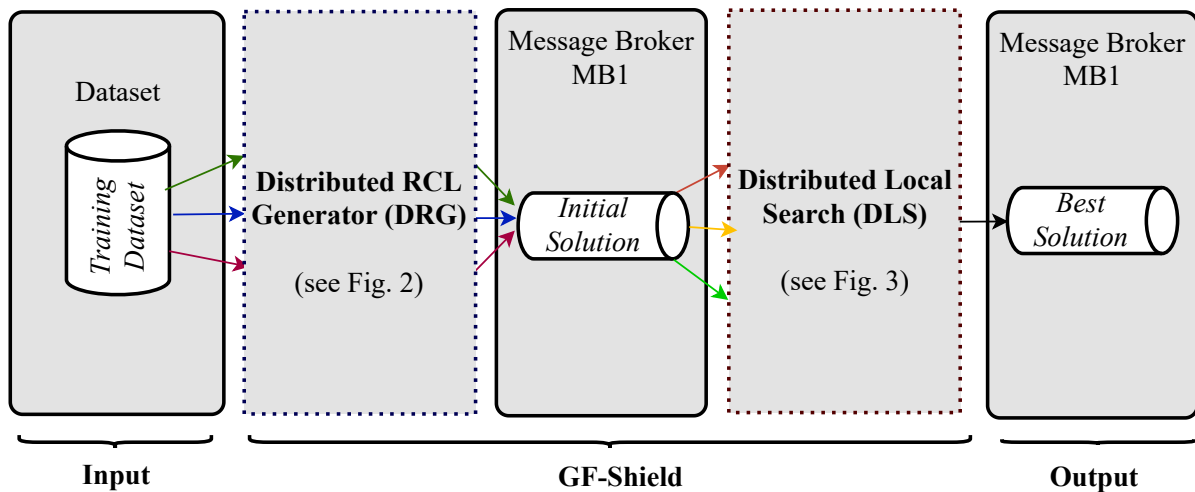 Dataset
Training
Dataset
Distributed RCL
Generator (DRG)
(see Fig. 2)
Message Broker
MB1
Initial
Solution
Distributed Local
Search (DLS)
(see Fig. 3)
Message Broker
MB1
Best
Solution
Input
GF-Shield
Output